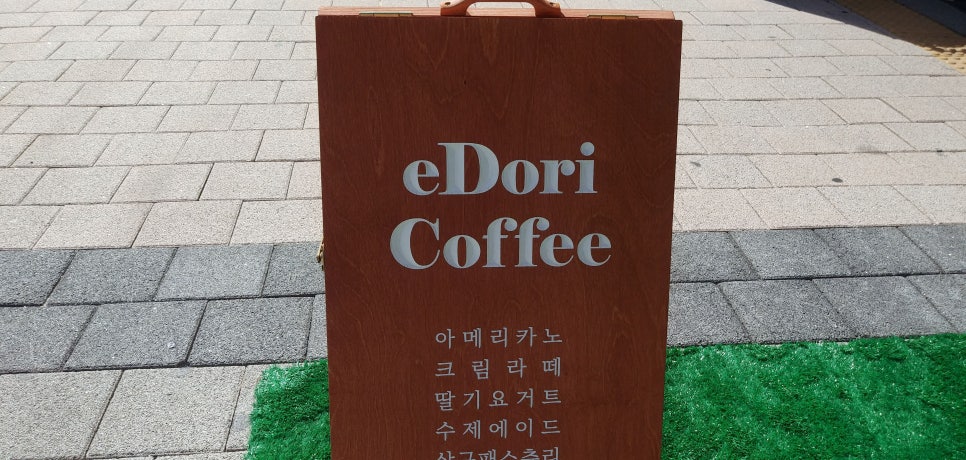 eDori
Coffee
아메리카노
크림라떼
딸기요거트
수제에이드